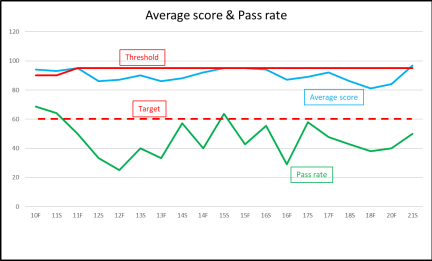 Average score & Pass rate
120
100
80
60
40
20
0
Threshold
Average score
Target
Pass rate
10F 11S 11F 12S 12F 13S 13F 14S 14F 15S 15F 16S 16F 17S 17F 18S 18F 20F 21S